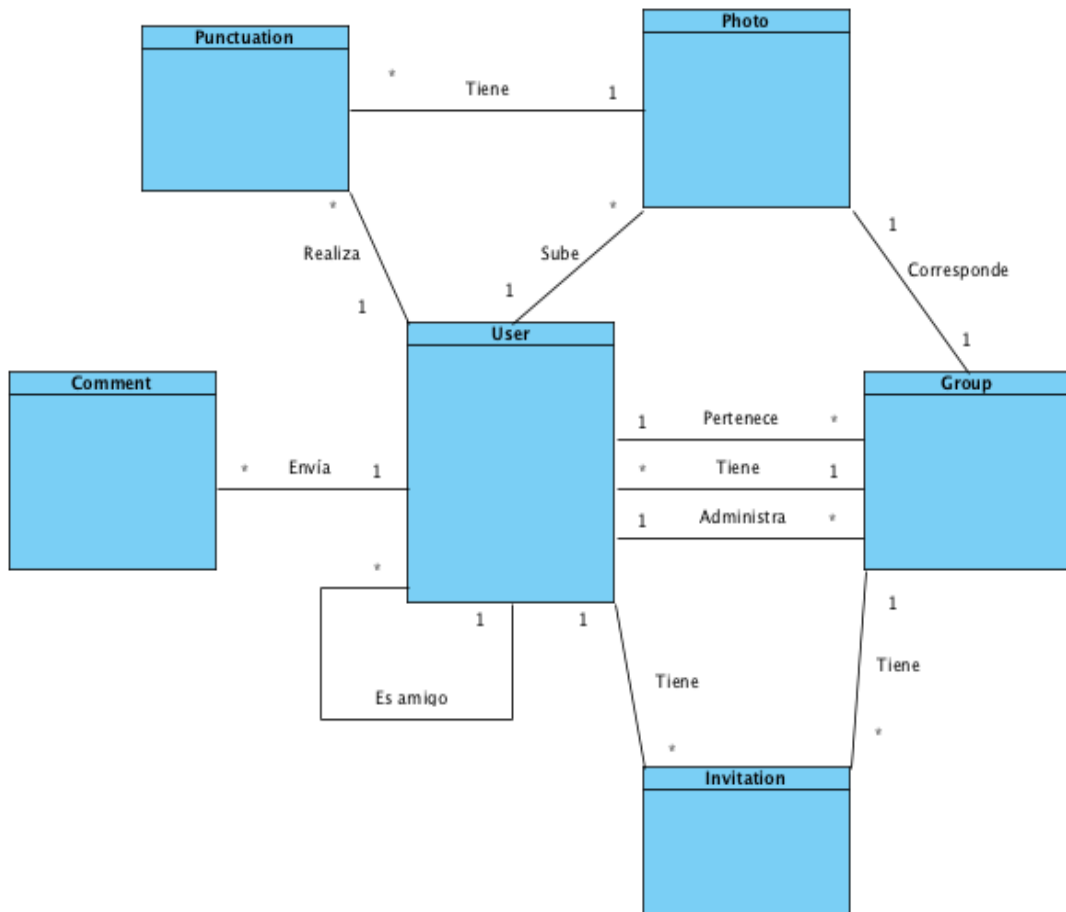 Photo
Punctuation
*
Tiene
1
*
*
1
Realiza
Sube
Corresponde
1
1
1
User
Comment
Group
1
Pertenece
*
*
Envía
1
*
Tiene
1
1
Administra
*
*
1
1
1
Tiene
Tiene
Es amigo
*
*
Invitation